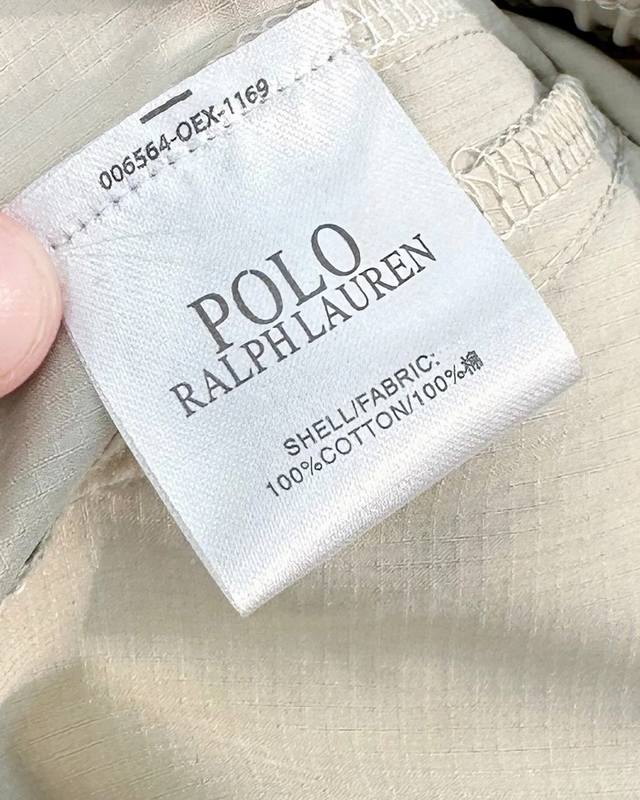 006564-OEX-1169
POLO
RALPH LAUREN
SHELL/FABRIC:
100%COTTON/100%棉